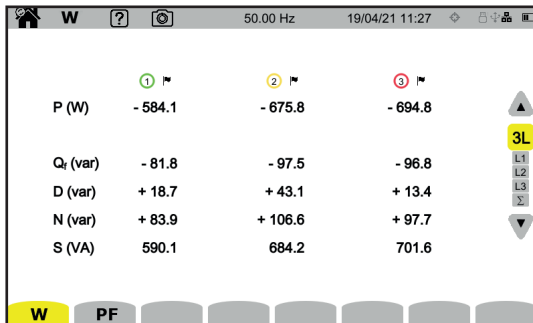 W ? 50.00 Hz 19/04/21 11:27
1 2 3
P (W) - 584.1 - 675.8 - 694.8
3L
Qf (var) - 81.8 - 97.5 - 96.8
L1
L2
D (var) + 18.7 + 43.1 + 13.4
L3
Σ
N (var) + 83.9 + 106.6 + 97.7
S (VA) 590.1 684.2 701.6
W PF